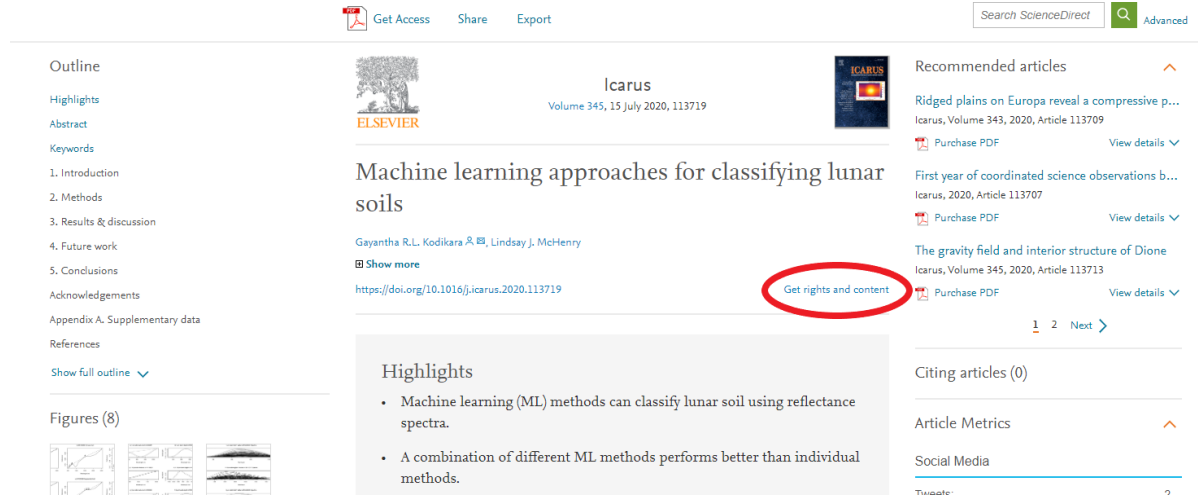 Get Access Share Export
Search ScienceDirect
Advanced
Outline
Highlights
Abstract
Keywords
1. Introduction
2. Methods
3. Results & discussion
4. Future work
5. Conclusions
Acknowledgements
Appendix A. Supplementary data
References
Show full outline
Figures (8)
ELSEVIER
Icarus
Volume 345, 15 July 2020, 113719
ICARUS
Machine learning approaches for classifying lunar
soils
Gayantha R.L. Kodikara, Lindsay J. McHenry
Show more
https://doi.org/10.1016/j.icarus.2020.113719
Get rights and content
Highlights
• Machine learning (ML) methods can classify lunar soil using reflectance
spectra.
• A combination of different ML methods performs better than individual
methods.
Recommended articles
Ridged plains on Europa reveal a compressive p...
Icarus, Volume 343, 2020, Article 113709
Purchase PDF View details
First year of coordinated science observations b...
Icarus, 2020, Article 113707
Purchase PDF View details
The gravity field and interior structure of Dione
Icarus, Volume 345, 2020, Article 113713
Purchase PDF View details
1 2 Next
Citing articles (0)
Article Metrics
Social Media
Tweets: 2